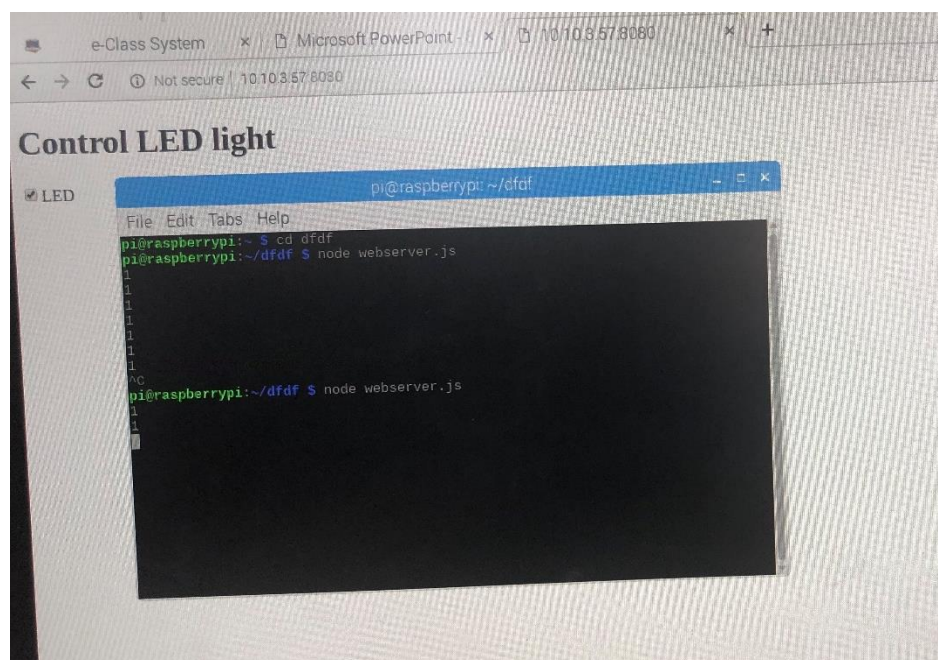 e-Class System × Microsoft PowerPoint - × 10.10.3.57:8080 × +
Not secure | 10.10.3.57:8080
Control LED light
LED
pi@raspberrypi: ~/dfdf
File Edit Tabs Help
pi@raspberrypi:~ $ cd dfdf
pi@raspberrypi:~/dfdf $ node webserver.js
1
1
1
1
1
1
1
^C
pi@raspberrypi:~/dfdf $ node webserver.js
1
1